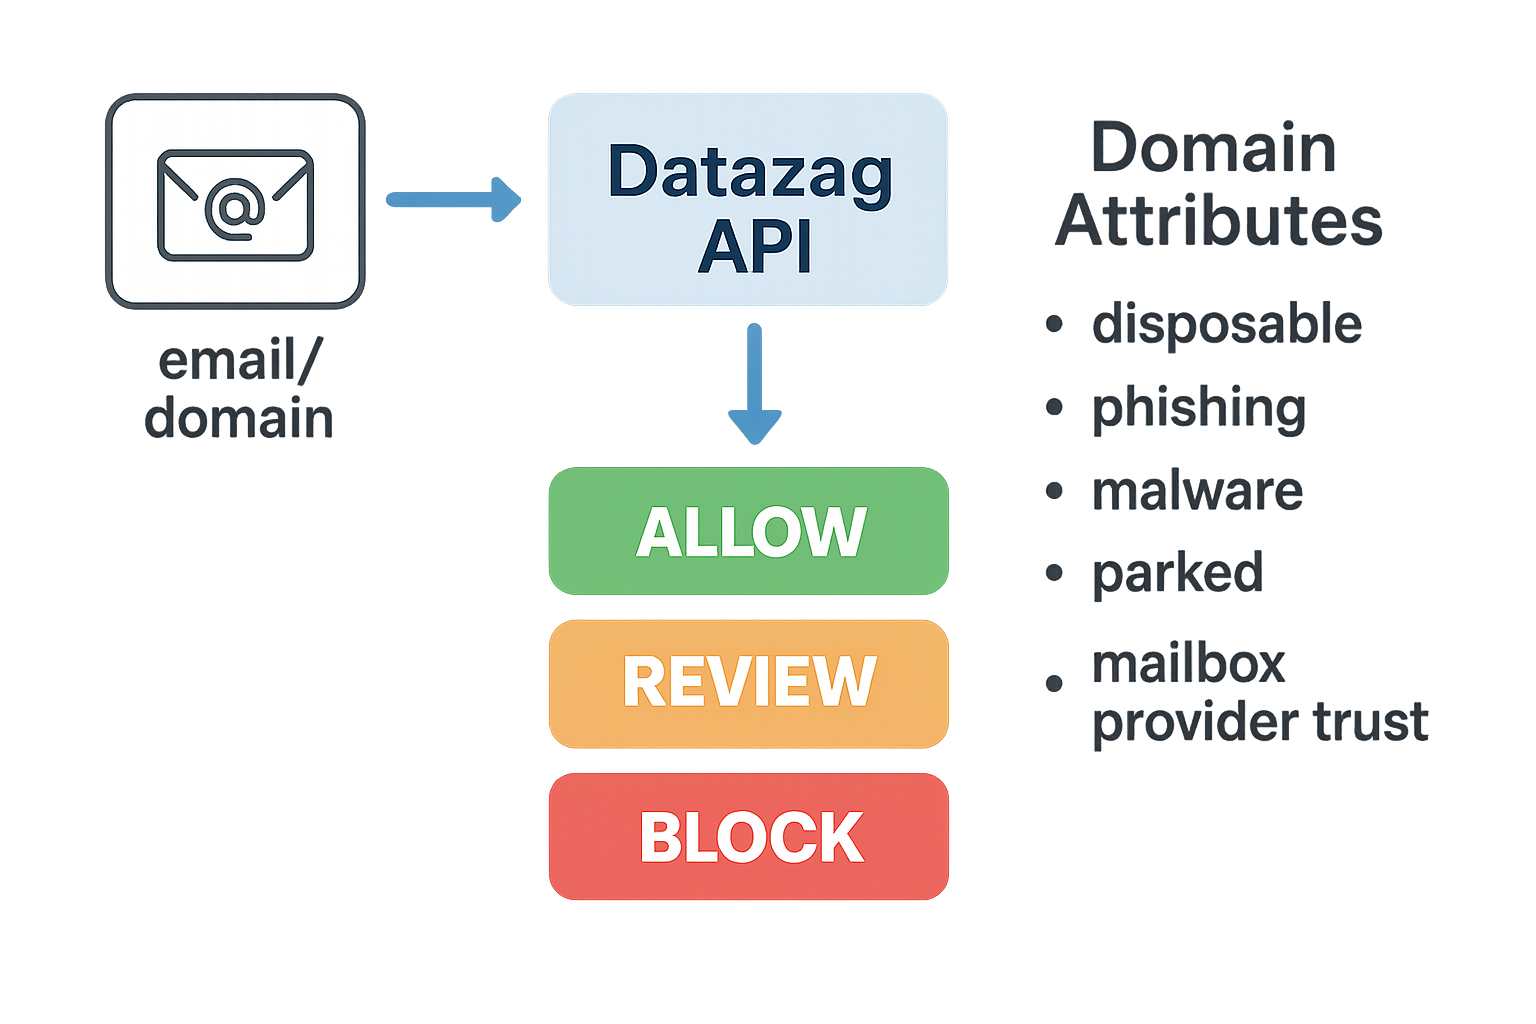 email/
domain
Datazag
API
ALLOW
REVIEW
BLOCK
Domain
Attributes
• disposable
• phishing
• malware
• parked
• mailbox
provider trust